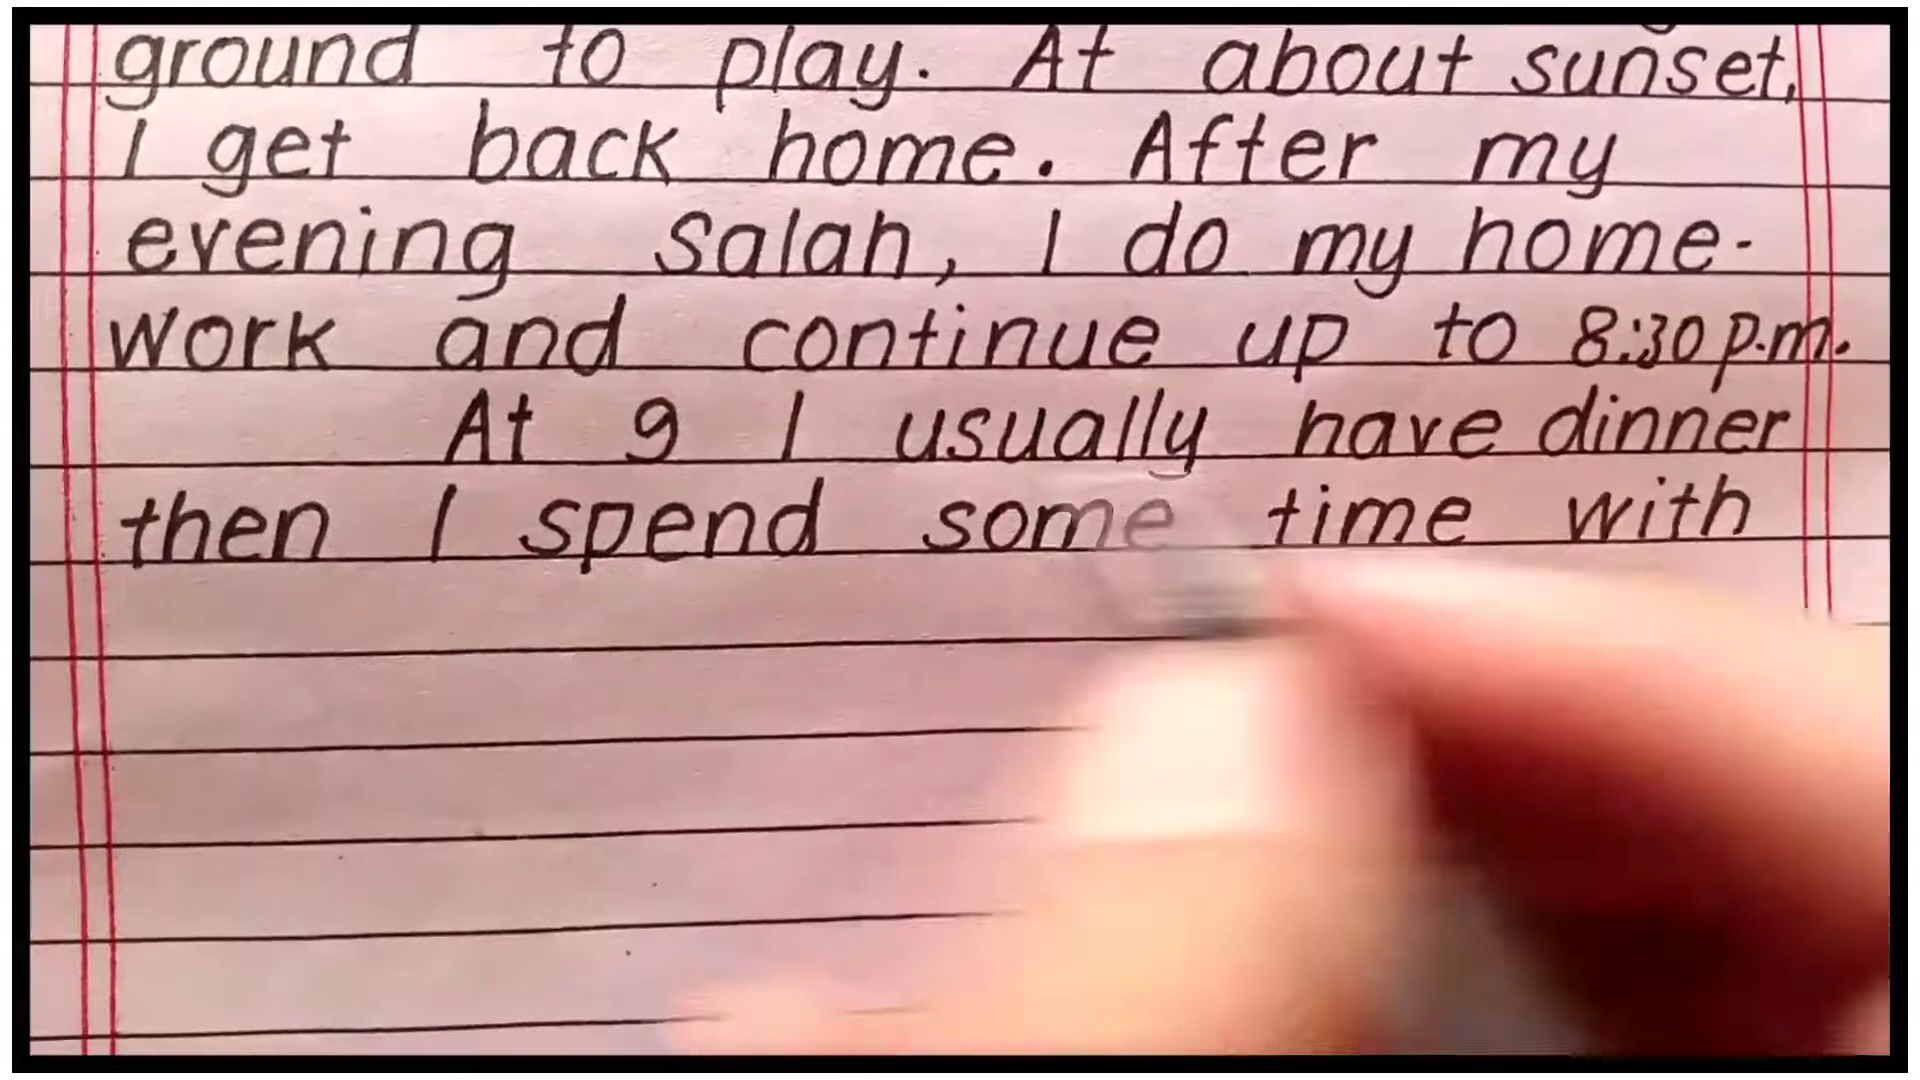 ground to play. At about sunset,
I get back home. After my
evening salah, I do my home-
work and continue up to 8:30 p.m.
At 9 I usually have dinner
then I spend some time with